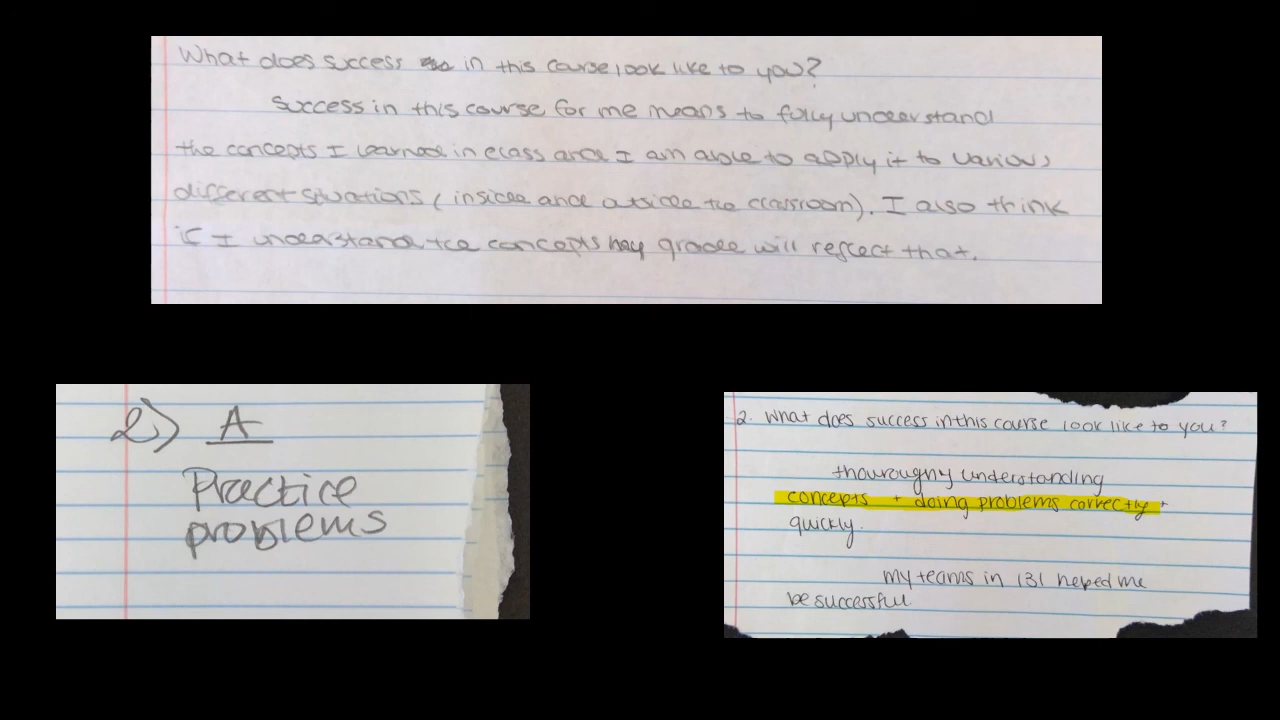 What does success in this course look like to you?
Success in this course for me means to fully understand
the concepts I learned in class and I am able to apply it to various
different situations (inside and outside the classroom). I also think
if I understand the concepts my grade will reflect that.
2.) A
Practice
problems
2. What does success in this course look like to you?
thouroughy understanding
concepts + doing problems correctly +
quickly.
my teams in 131 helped me
be successful.